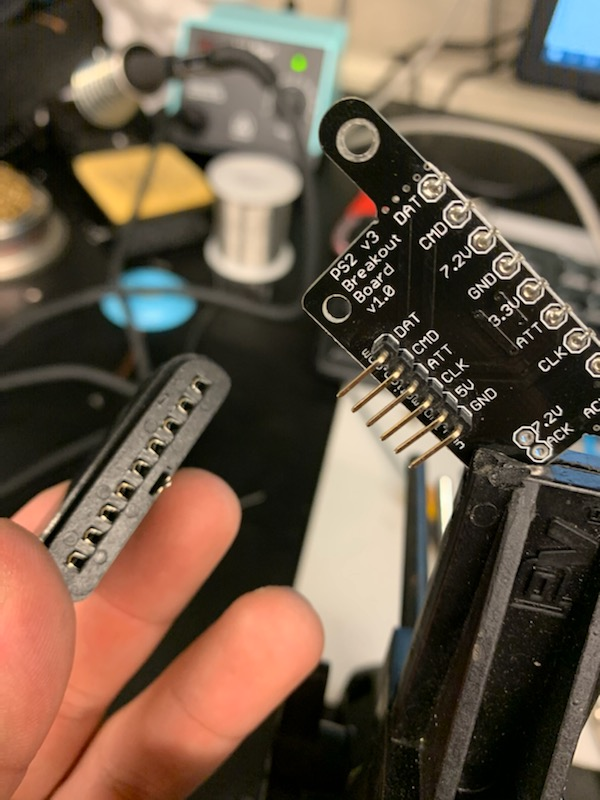 DAT
CMD
7.2V
GND
3.3V
ATT
CLK
PS2 v3
Breakout
Board
v1.0
DAT
CMD
ATT
CLK
5V
GND
7.2V
ACK
PV